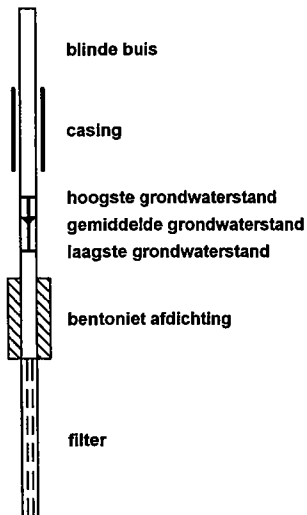 blinde buis
casing
hoogste grondwaterstand
gemiddelde grondwaterstand
laagste grondwaterstand
bentoniet afdichting
filter